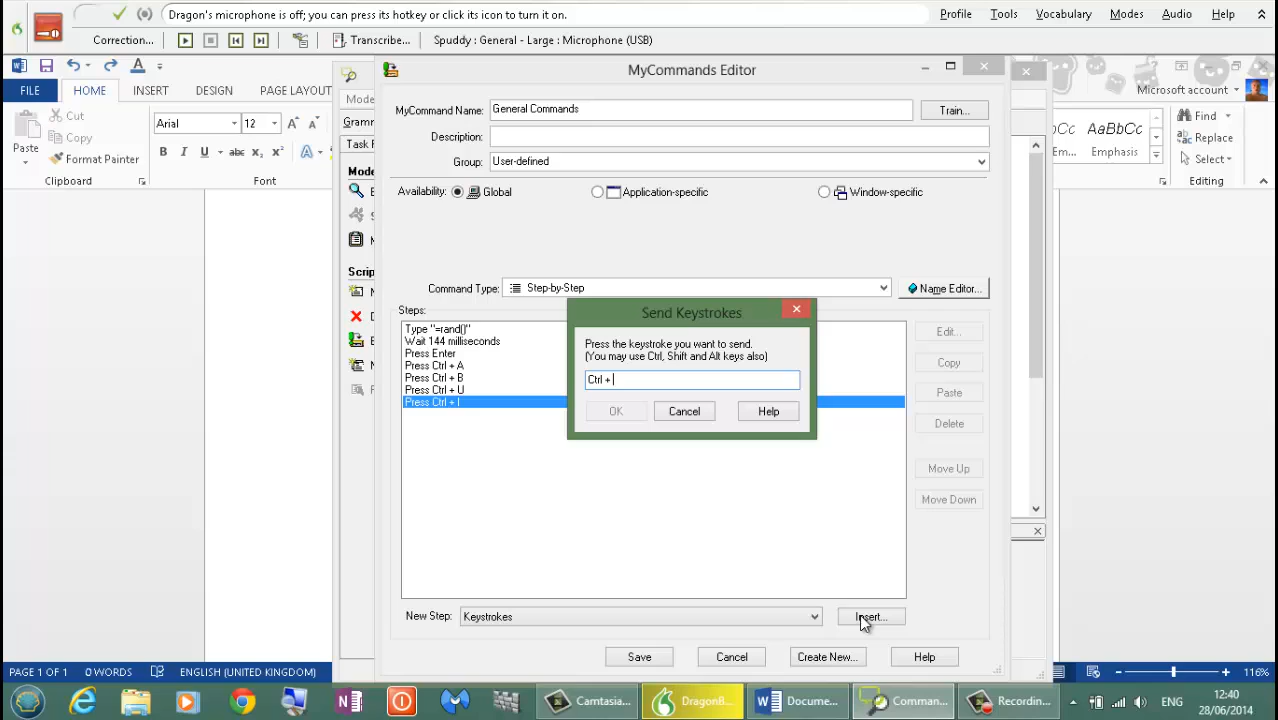 Dragon's microphone is off; you can press its hotkey or click its icon to turn it on.
Profile Tools Vocabulary Modes Audio Help
Correction... Transcribe... Spuddy : General - Large : Microphone (USB)
FILE HOME INSERT DESIGN PAGE LAYOUT
Microsoft account
Cut
Copy
Paste
Format Painter
Clipboard
Arial 12
B I U abc X₂ X²
Font
AaBbCc
Em... Emphasis
Find
Replace
Select
Editing
MyCommands Editor
MyCommand Name: General Commands Train...
Description:
Group: User-defined
Availability: Global Application-specific Window-specific
Command Type: Step-by-Step Name Editor...
Steps:
Type "=rand()"
Wait 144 milliseconds
Press Enter
Press Ctrl + A
Press Ctrl + B
Press Ctrl + U
Press Ctrl + I
Edit...
Copy
Paste
Delete
Move Up
Move Down
Send Keystrokes
Press the keystroke you want to send.
(You may use Ctrl, Shift and Alt keys also)
Ctrl +
OK Cancel Help
New Step: Keystrokes Insert...
Save Cancel Create New... Help
PAGE 1 OF 1 0 WORDS ENGLISH (UNITED KINGDOM) 116%
Camtasia... DragonB... Docume... Comman... Recordin... ENG
12:40
28/06/2014